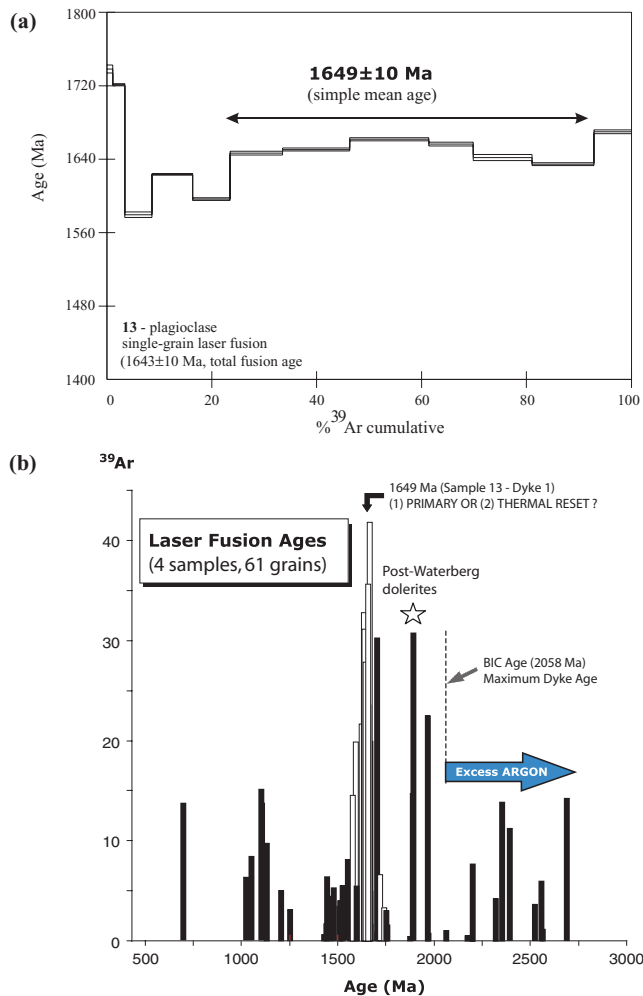 (a)
1800
1720
1640
1560
1480
1400
Age (Ma)
1649±10 Ma
(simple mean age)
13 - plagioclase
single-grain laser fusion
(1643±10 Ma, total fusion age
0 20 40 60 80 100
%39Ar cumulative
(b)
39Ar
40
30
20
10
0
1649 Ma (Sample 13 - Dyke 1)
(1) PRIMARY OR (2) THERMAL RESET ?
Laser Fusion Ages
(4 samples, 61 grains)
Post-Waterberg
dolerites
BIC Age (2058 Ma)
Maximum Dyke Age
Excess ARGON
500 1000 1500 2000 2500 3000
Age (Ma)